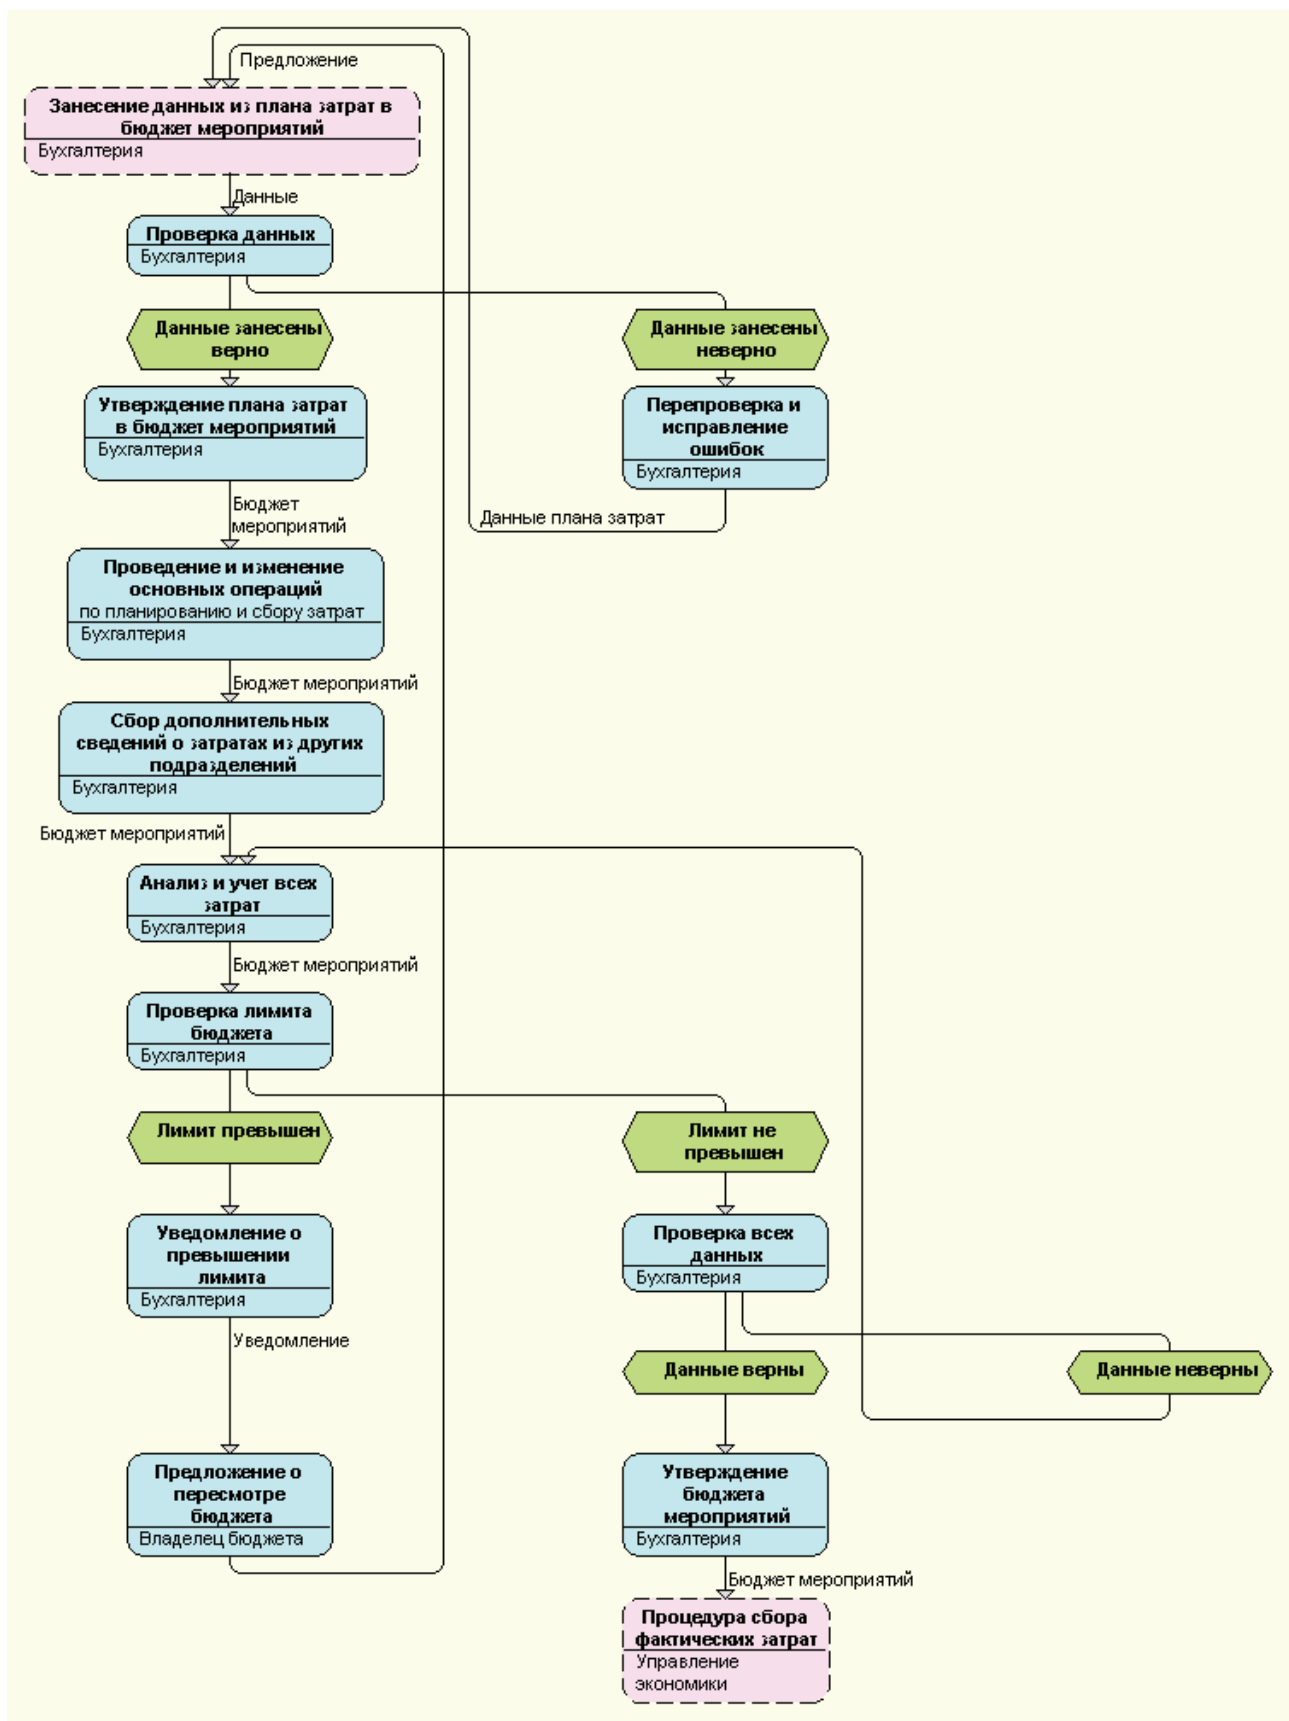 Предложение
Занесение данных из плана затрат в
бюджет мероприятий
Бухгалтерия
Данные
Проверка данных
Бухгалтерия
Данные занесены
верно
Данные занесены
неверно
Утверждение плана затрат
в бюджет мероприятий
Бухгалтерия
Перепроверка и
исправление
ошибок
Бухгалтерия
Бюджет
мероприятий
Данные плана затрат
Проведение и изменение
основных операций
по планированию и сбору затрат
Бухгалтерия
Бюджет мероприятий
Сбор дополнительных
сведений о затратах из других
подразделений
Бухгалтерия
Бюджет мероприятий
Анализ и учет всех
затрат
Бухгалтерия
Бюджет мероприятий
Проверка лимита
бюджета
Бухгалтерия
Лимит превышен
Лимит не
превышен
Уведомление о
превышении
лимита
Бухгалтерия
Проверка всех
данных
Бухгалтерия
Уведомление
Данные верны
Данные неверны
Предложение о
пересмотре
бюджета
Владелец бюджета
Утверждение
бюджета
мероприятий
Бухгалтерия
Бюджет мероприятий
Процедура сбора
фактических затрат
Управление
экономики